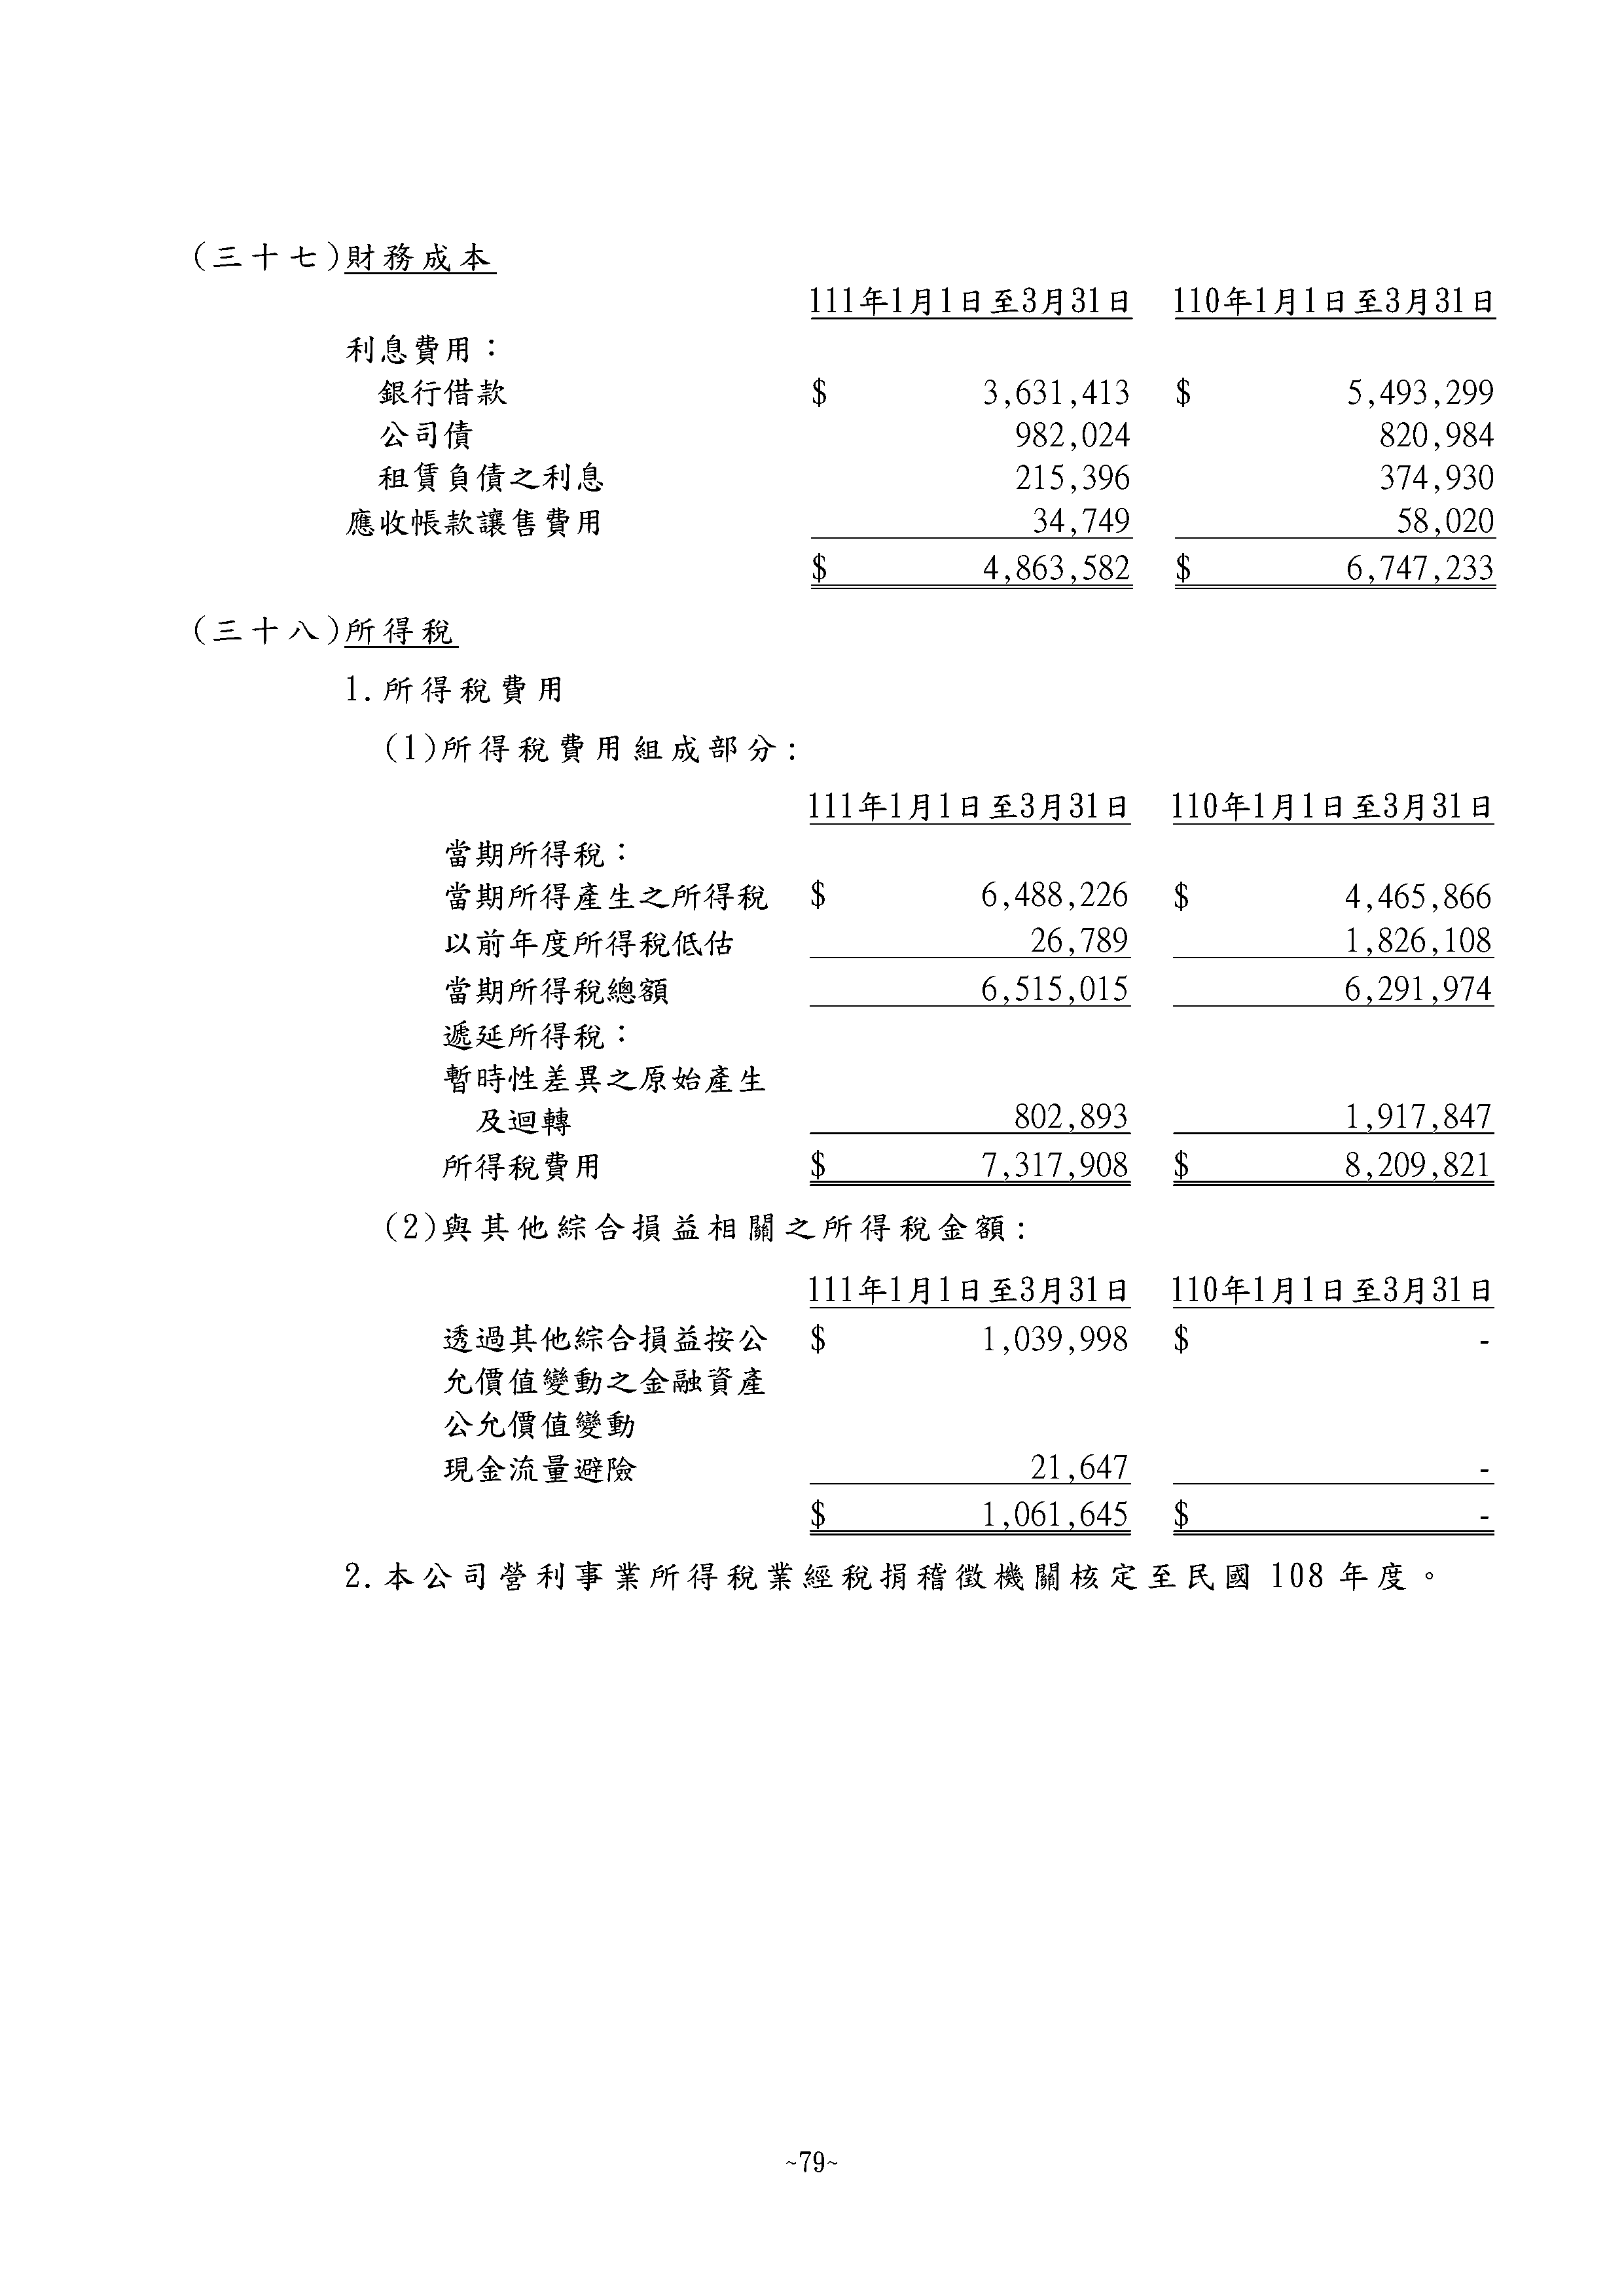 (三十七)財務成本
111年1月1日至3月31日 110年1月1日至3月31日
利息費用：
銀行借款 $ 3,631,413 $ 5,493,299
公司債 982,024 820,984
租賃負債之利息 215,396 374,930
應收帳款讓售費用 34,749 58,020
$ 4,863,582 $ 6,747,233
(三十八)所得稅
1.所得稅費用
(1)所得稅費用組成部分:
111年1月1日至3月31日 110年1月1日至3月31日
當期所得稅：
當期所得產生之所得稅 $ 6,488,226 $ 4,465,866
以前年度所得稅低估 26,789 1,826,108
當期所得稅總額 6,515,015 6,291,974
遞延所得稅：
暫時性差異之原始產生
及迴轉 802,893 1,917,847
所得稅費用 $ 7,317,908 $ 8,209,821
(2)與其他綜合損益相關之所得稅金額:
111年1月1日至3月31日 110年1月1日至3月31日
透過其他綜合損益按公 $ 1,039,998 $ -
允價值變動之金融資產
公允價值變動
現金流量避險 21,647 -
$ 1,061,645 $ -
2.本公司營利事業所得稅業經稅捐稽徵機關核定至民國 108 年度。
~79~